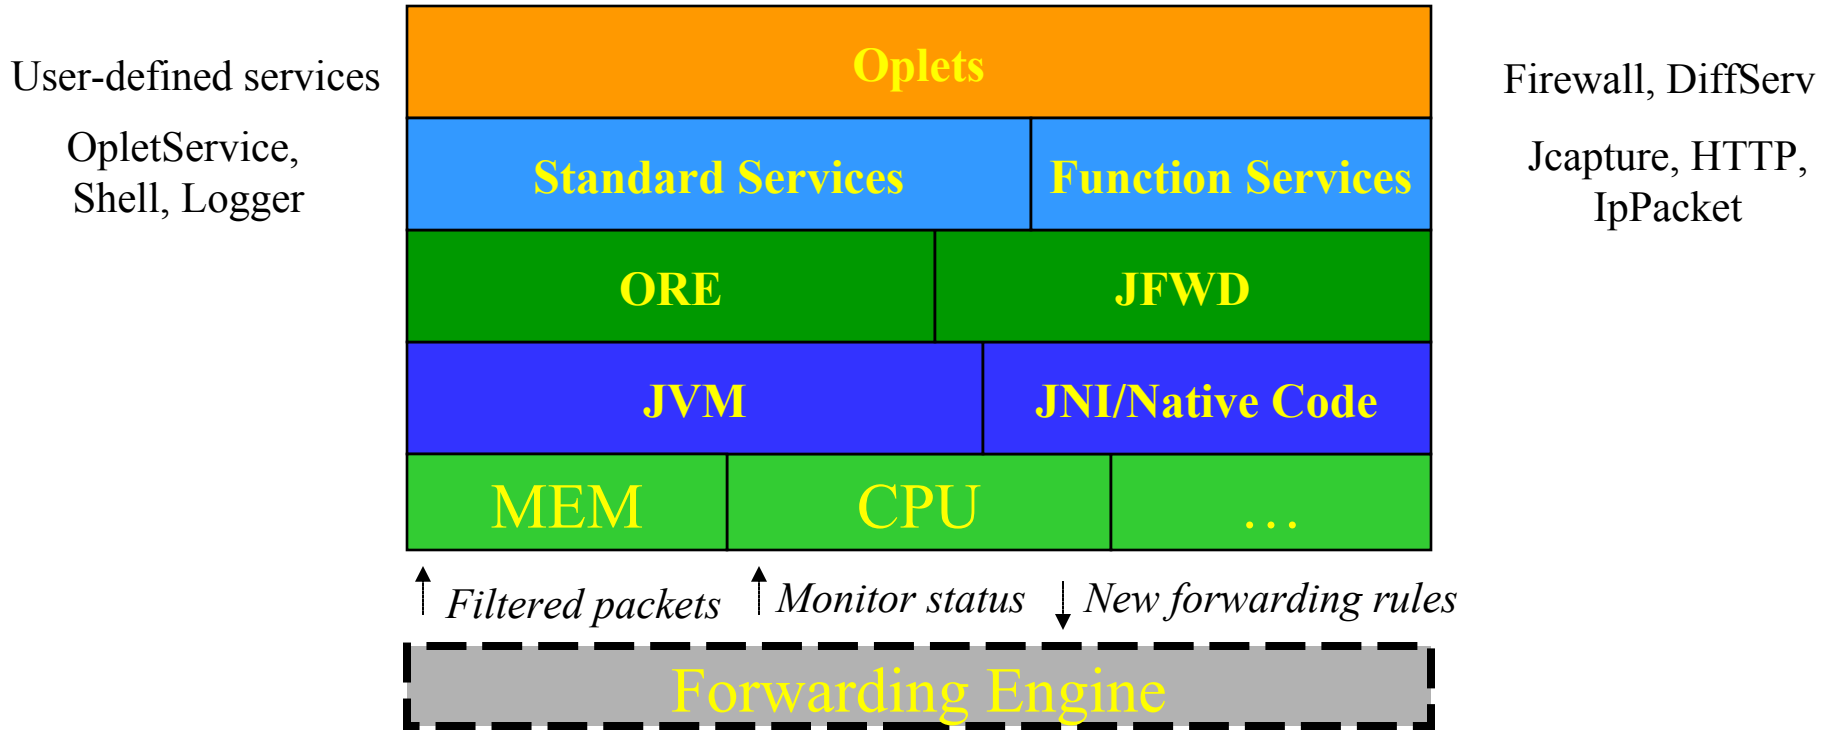 Oplets
User-defined services
Firewall, DiffServ
OpletService,
Shell, Logger
Standard Services
Function Services
Jcapture, HTTP,
IpPacket
ORE
JFWD
JVM
JNI/Native Code
MEM
CPU
…
Filtered packets
Monitor status
New forwarding rules
Forwarding Engine